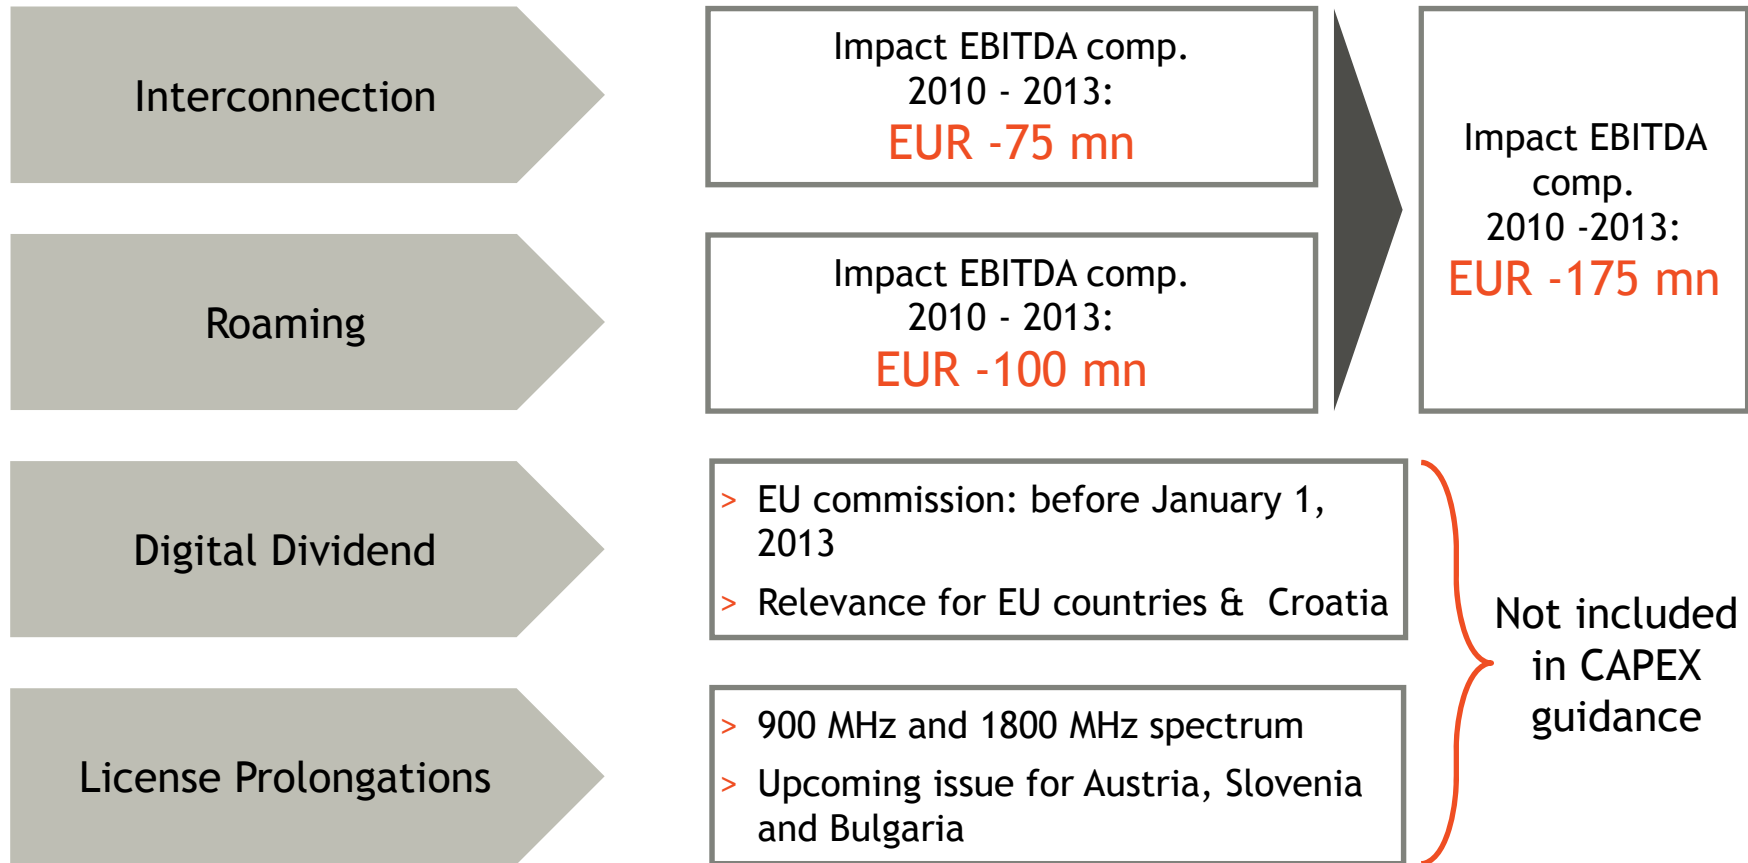 Interconnection
Impact EBITDA comp.
2010 - 2013:
EUR -75 mn
Roaming
Impact EBITDA comp.
2010 - 2013:
EUR -100 mn
Impact EBITDA
comp.
2010 -2013:
EUR -175 mn
Digital Dividend
> EU commission: before January 1,
2013
> Relevance for EU countries & Croatia
License Prolongations
> 900 MHz and 1800 MHz spectrum
> Upcoming issue for Austria, Slovenia
and Bulgaria
Not included
in CAPEX
guidance